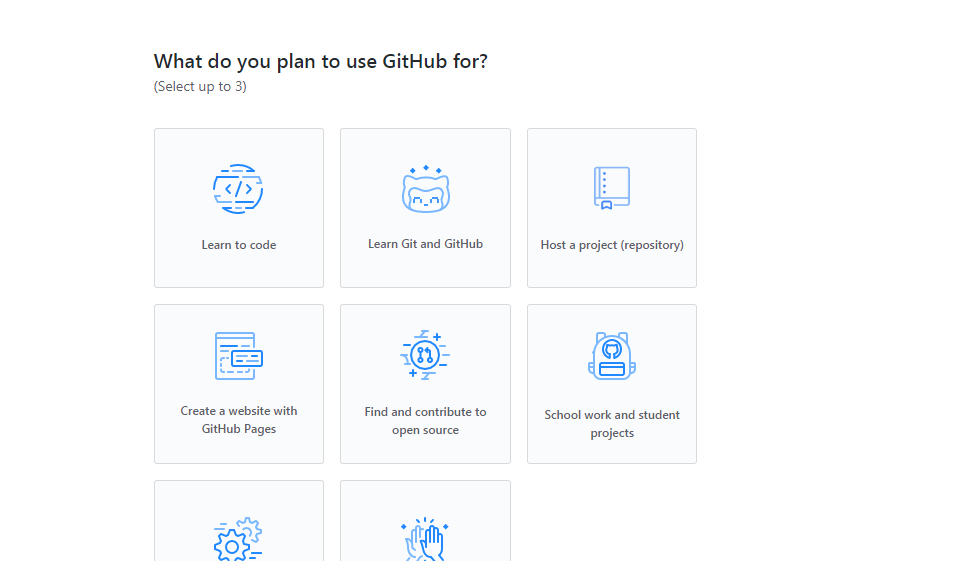 What do you plan to use GitHub for?
(Select up to 3)
Learn to code
Learn Git and GitHub
Host a project (repository)
Create a website with
GitHub Pages
Find and contribute to
open source
School work and student
projects